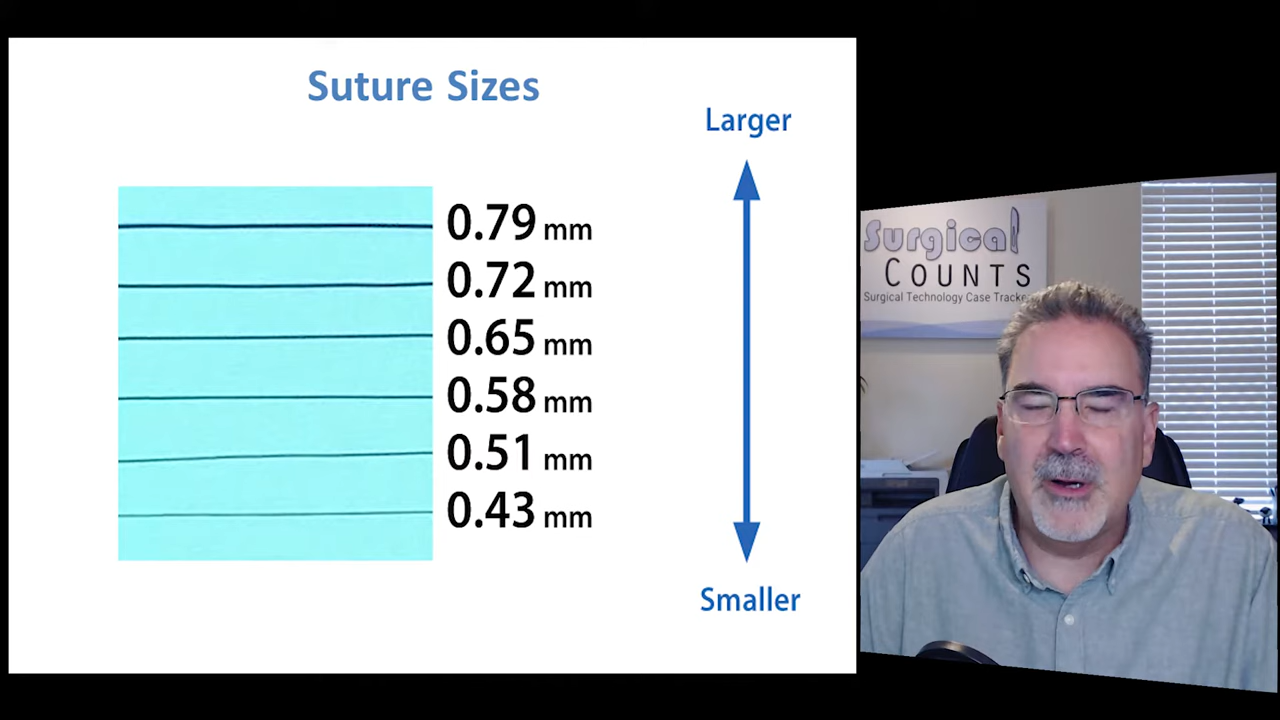 Suture Sizes
Larger
0.79 mm
0.72 mm
0.65 mm
0.58 mm
0.51 mm
0.43 mm
Smaller
Surgical
COUNTS
Surgical Technology Case